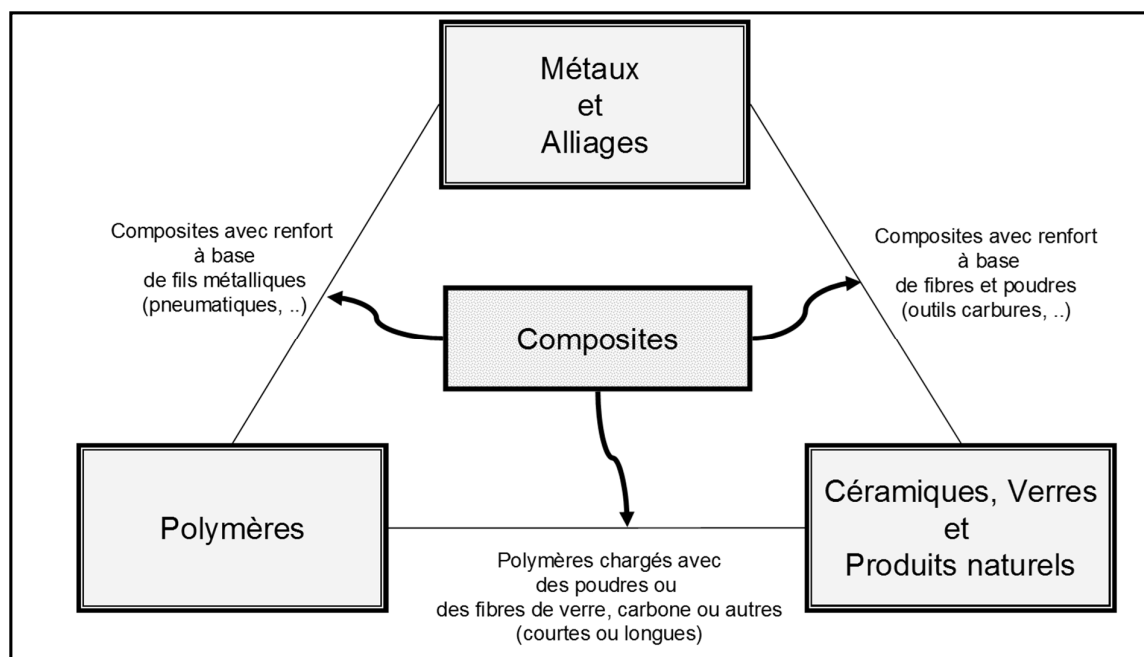 Métaux
et
Alliages
Composites avec renfort
à base
de fils métalliques
(pneumatiques, ..)
Composites avec renfort
à base
de fibres et poudres
(outils carbures, ..)
Composites
Polymères
Céramiques, Verres
et
Produits naturels
Polymères chargés avec
des poudres ou
des fibres de verre, carbone ou autres
(courtes ou longues)